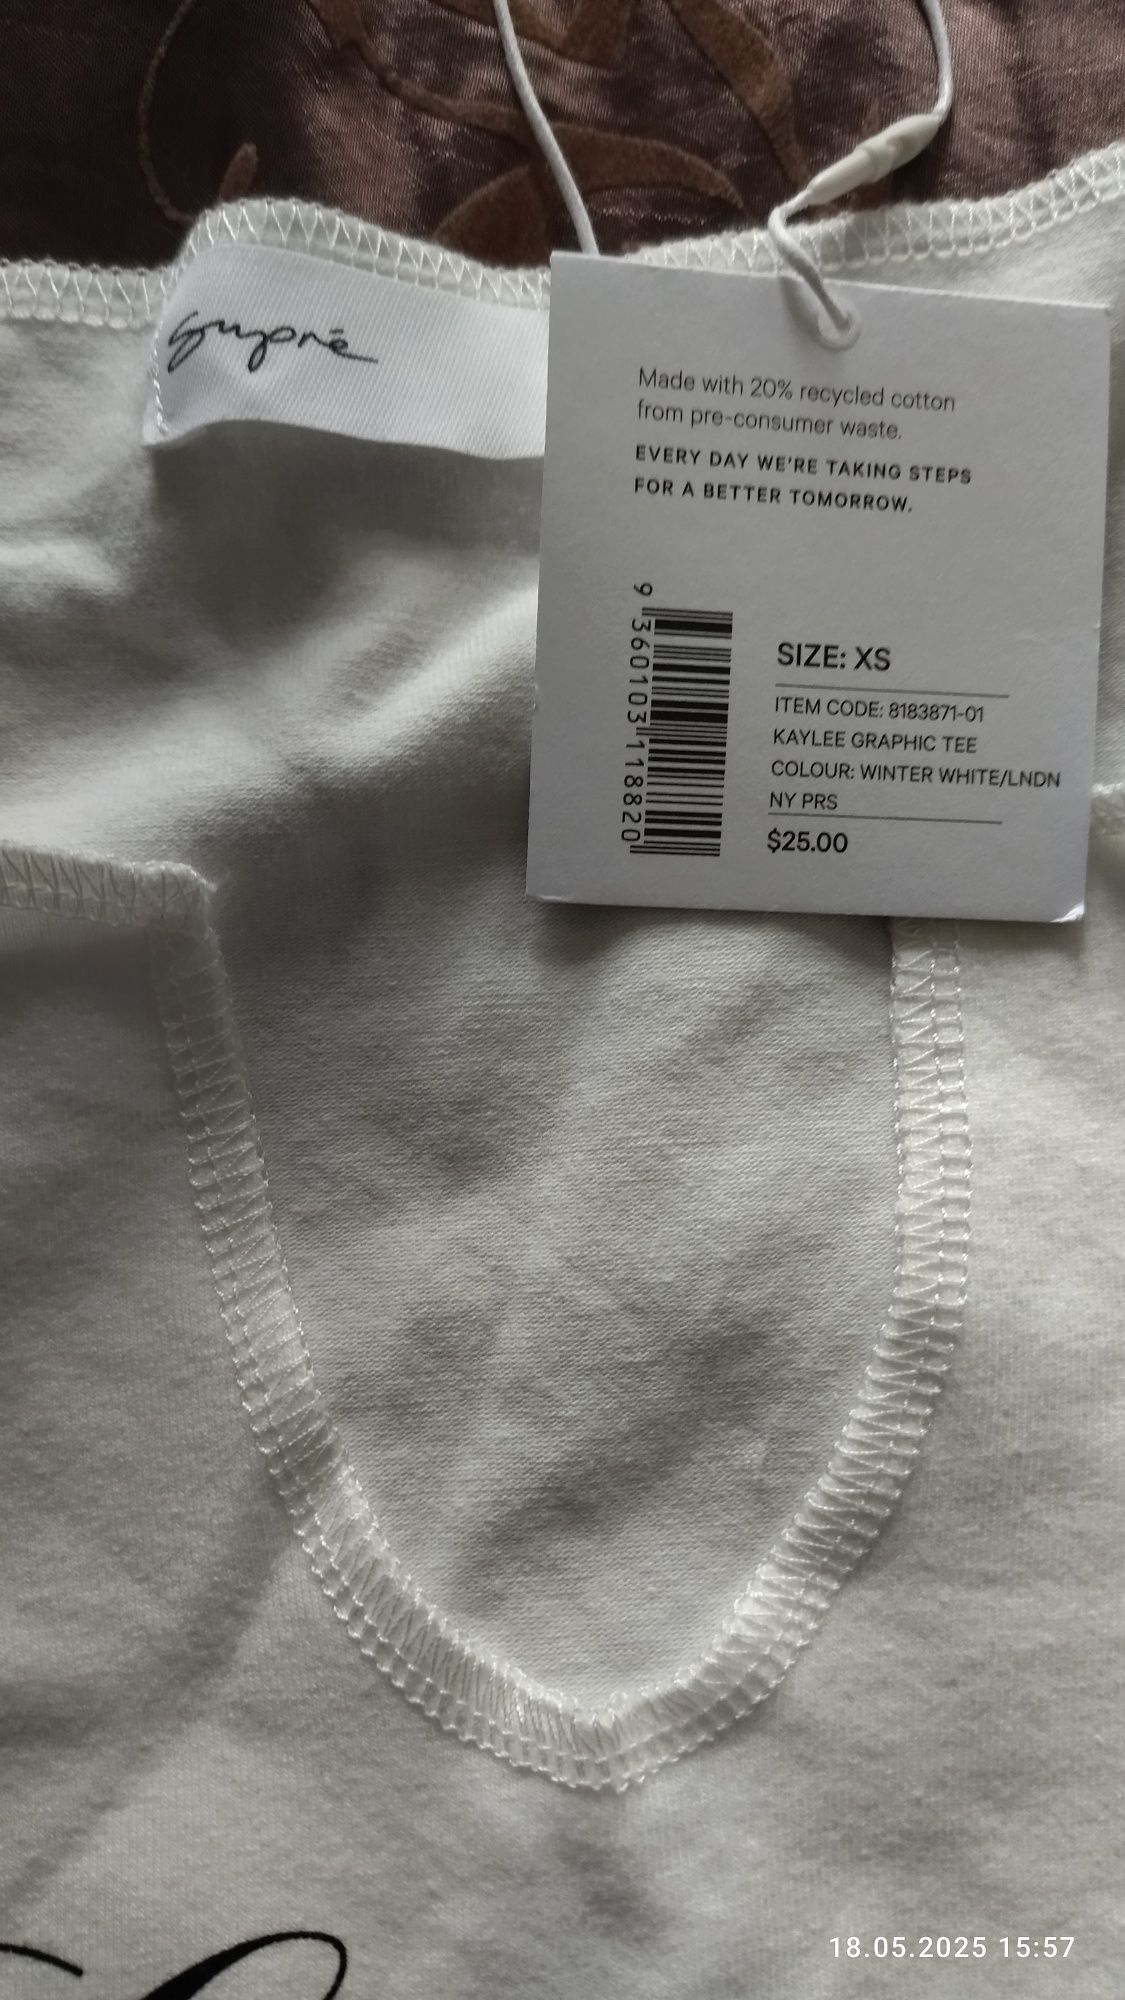 Supré
Made with 20% recycled cotton
from pre-consumer waste.
EVERY DAY WE'RE TAKING STEPS
FOR A BETTER TOMORROW.
9 360103 118820
SIZE: XS
ITEM CODE: 8183871-01
KAYLEE GRAPHIC TEE
COLOUR: WINTER WHITE/LNDN
NY PRS
$25.00
18.05.2025 15:57